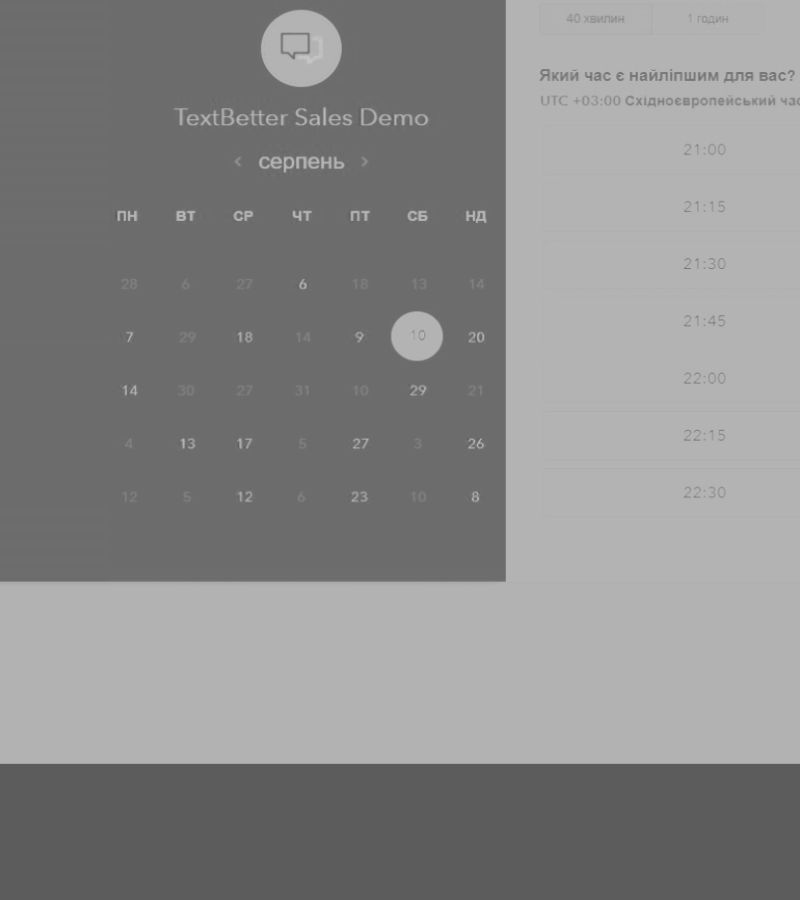 40 хвилин 1 годин
Який час є найліпшим для вас?
UTC +03:00 Східноєвропейський час
TextBetter Sales Demo
‹ серпень ›
ПН ВТ СР ЧТ ПТ СБ НД
28 6 27 6 18 13 14
7 29 18 14 9 10 20
14 30 27 31 10 29 21
4 13 17 5 27 3 26
12 5 12 6 23 10 8
21:00
21:15
21:30
21:45
22:00
22:15
22:30